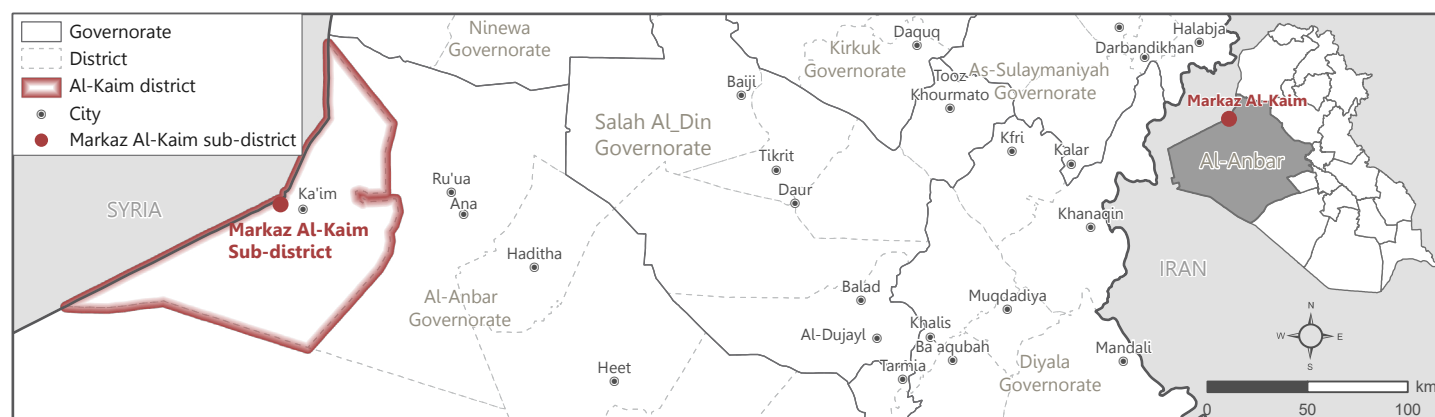 Governorate
District
Al-Kaim district
City
Markaz Al-Kaim sub-district
Ninewa
Governorate
Kirkuk
Governorate
Daquq
Darbandikhan
Halabja
As-Sulaymaniyah
Governorate
Tooz
Khourmato
Baiji
Salah Al_Din
Governorate
Kfri
Kalar
Tikrit
Daur
Khanaqin
SYRIA
Ka'im
Markaz Al-Kaim
Sub-district
Ru'ua
Ana
Haditha
Al-Anbar
Governorate
Heet
Balad
Al-Dujayl
Muqdadiya
Khalis
Ba'aqubah
Tarmia
Diyala
Governorate
Mandali
Markaz Al-Kaim
Al-Anbar
IRAN
N
W
E
S
km
0
50
100